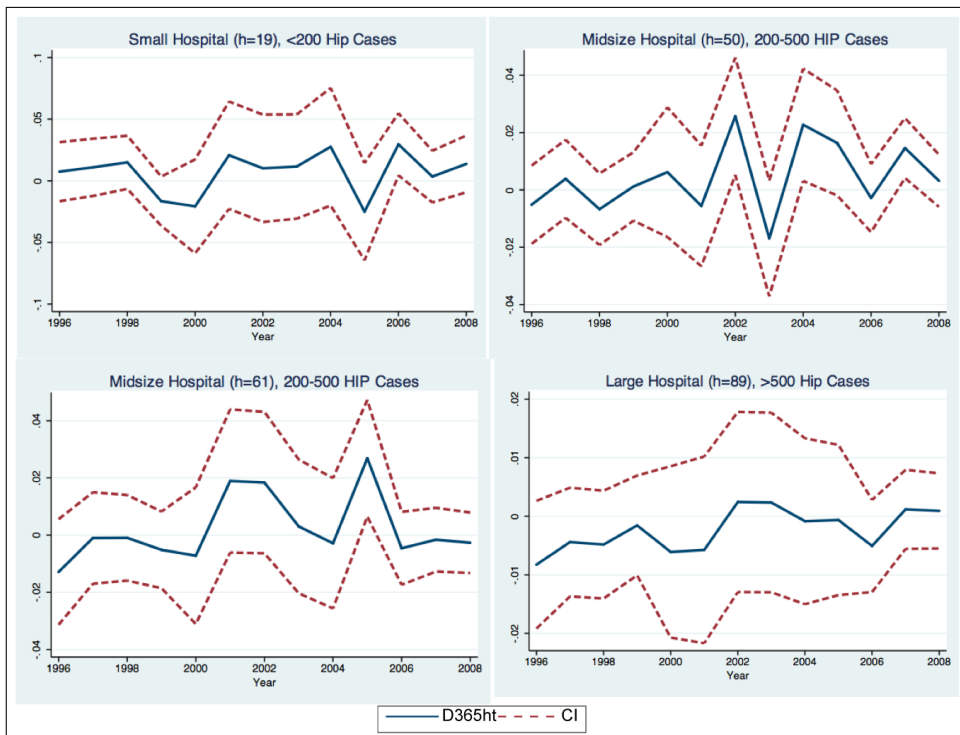 Small Hospital (h=19), <200 Hip Cases
.1
.05
0
-.05
-.1
1996 1998 2000 2002 2004 2006 2008
Year
Midsize Hospital (h=50), 200-500 HIP Cases
.04
.02
0
-.02
-.04
1996 1998 2000 2002 2004 2006 2008
Year
Midsize Hospital (h=61), 200-500 HIP Cases
.04
.02
0
-.02
-.04
1996 1998 2000 2002 2004 2006 2008
Year
Large Hospital (h=89), >500 Hip Cases
.02
.01
0
-.01
-.02
1996 1998 2000 2002 2004 2006 2008
Year
D365ht CI